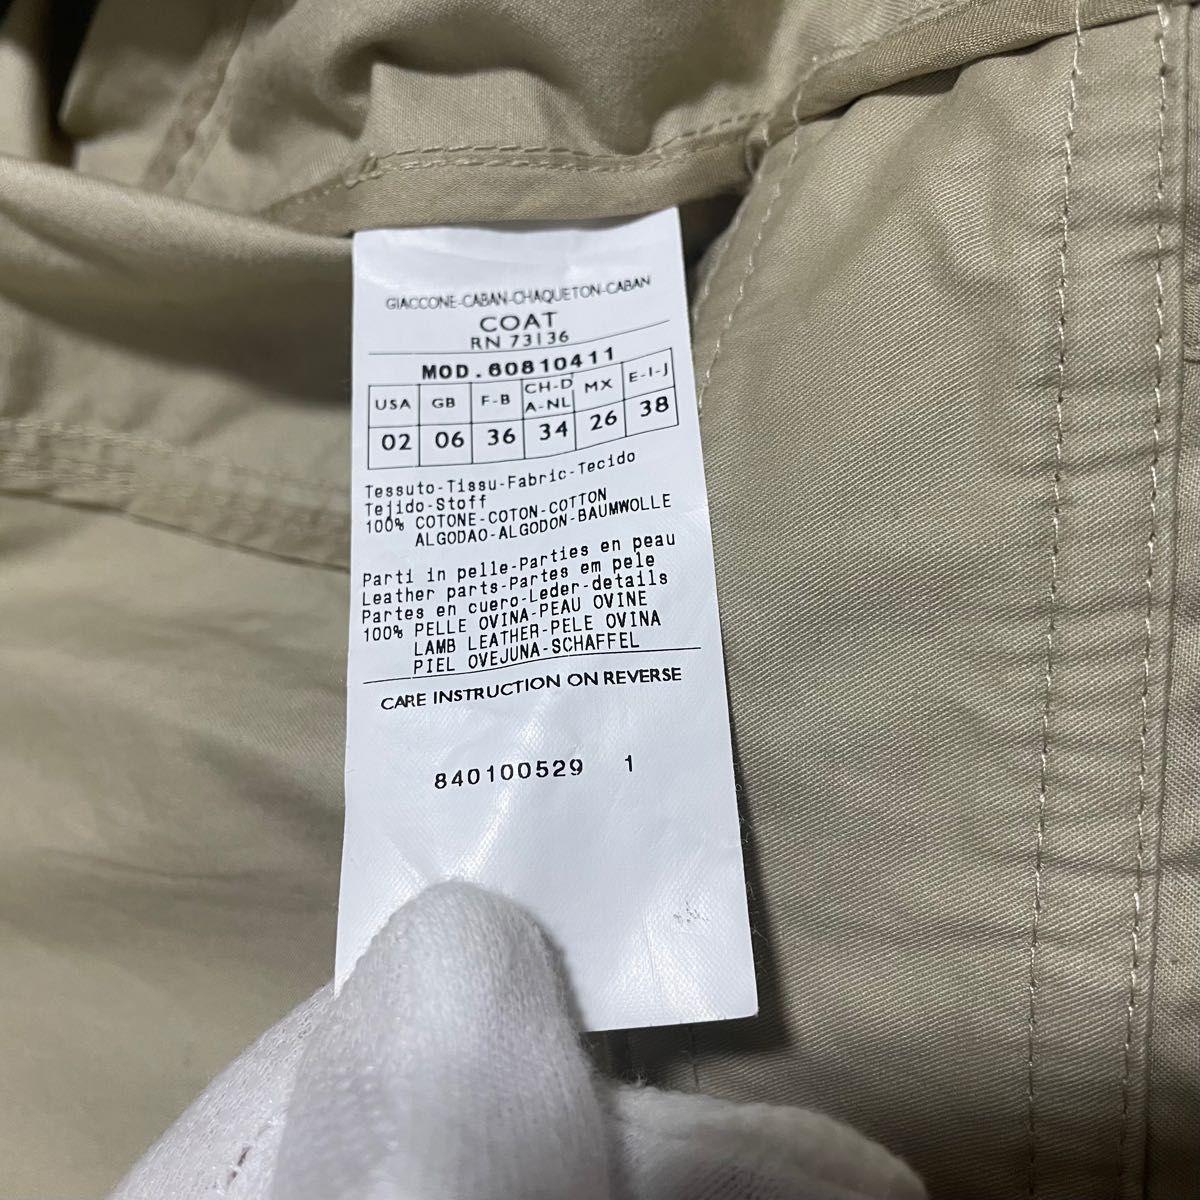 GIACCONE-CABAN-CHAQUETON-CABAN
COAT
RN 73136
MOD.60810411
USA GB F-B CH-D A-NL MX E-I-J
02 06 36 34 26 38
Tessuto-Tissu-Fabric-Tecido
Tejido-Stoff
100% COTONE-COTON-COTTON
ALGODAO-ALGODON-BAUMWOLLE
Parti in pelle-Parties en peau
Leather parts-Partes em pele
Partes en cuero-Leder-details
100% PELLE OVINA-PEAU OVINE
LAMB LEATHER-PELE OVINA
PIEL OVEJUNA-SCHAFFEL
CARE INSTRUCTION ON REVERSE
840100529 1